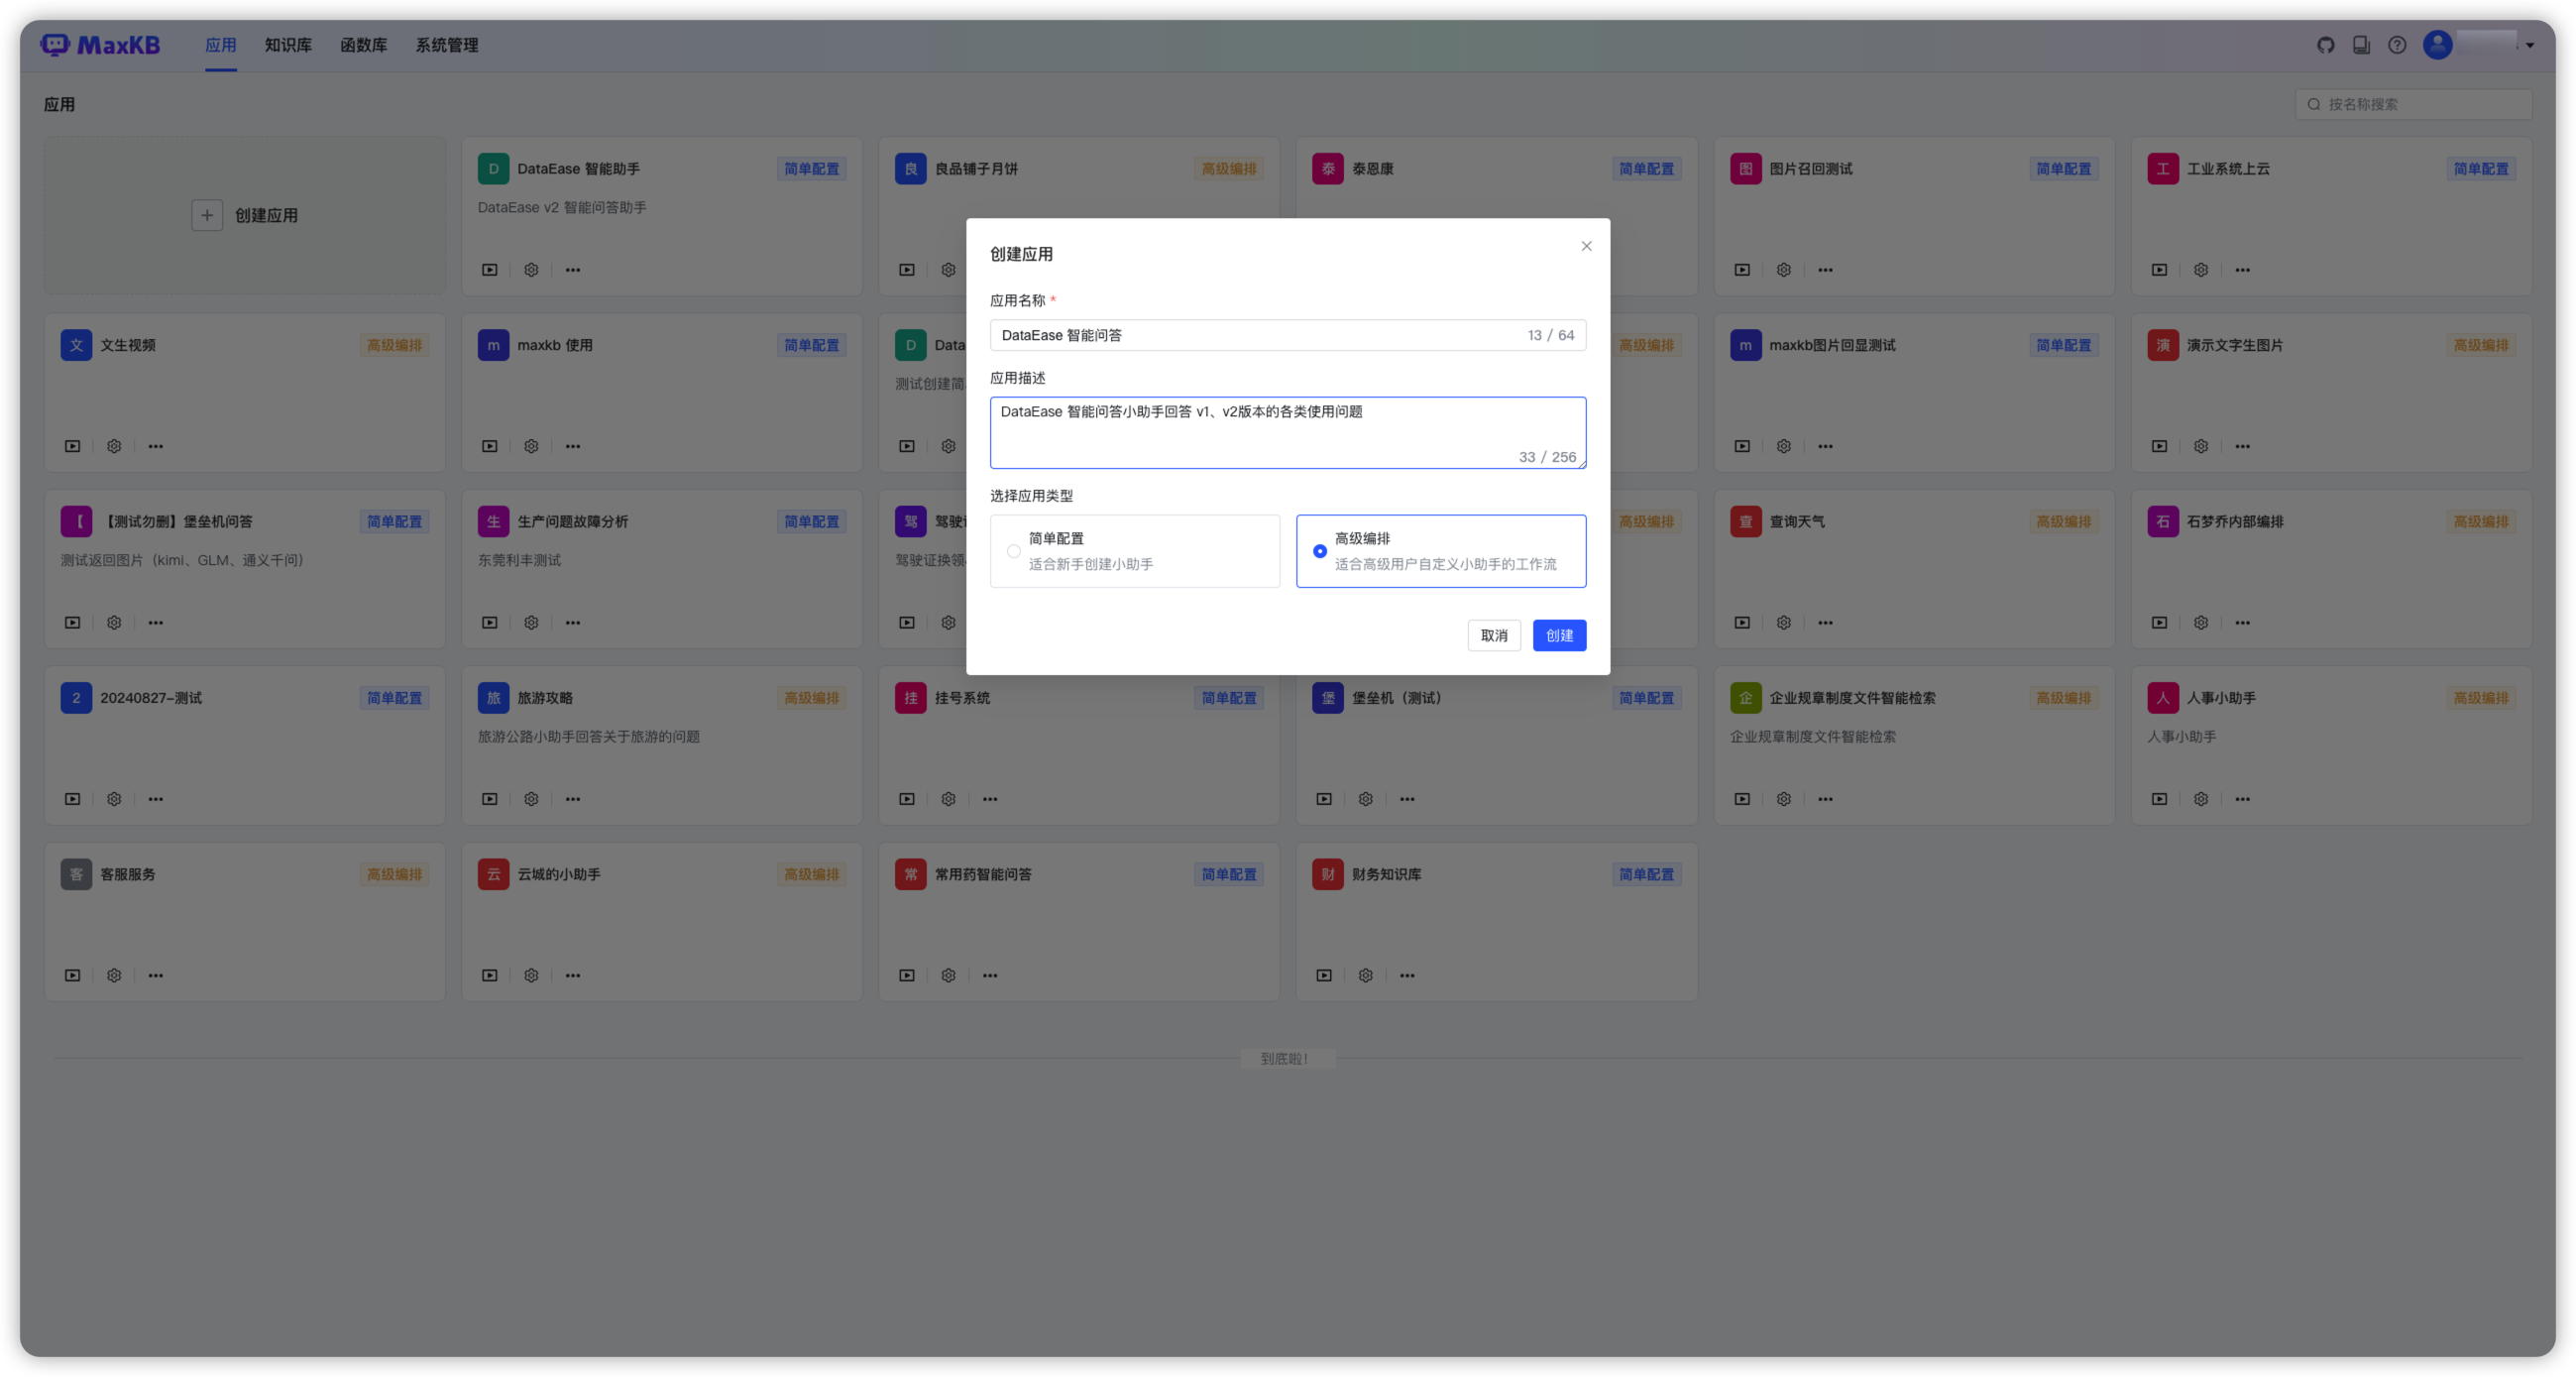 MaxKB 应用 知识库 函数库 系统管理
应用
按名称搜索
创建应用
D DataEase 智能助手 简单配置
DataEase v2 智能问答助手
良 良品铺子月饼 高级编排
泰 泰恩康 简单配置
图 图片召回测试 简单配置
工 工业系统上云 简单配置
文 文生视频 高级编排
m maxkb 使用 简单配置
D Data
测试创建简
高级编排
m maxkb图片回显测试 简单配置
演 演示文字生图片 高级编排
创建应用
应用名称 *
DataEase 智能问答 13 / 64
应用描述
DataEase 智能问答小助手回答 v1、v2版本的各类使用问题
33 / 256
选择应用类型
简单配置
适合新手创建小助手
高级编排
适合高级用户自定义小助手的工作流
取消 创建
【 【测试勿删】堡垒机问答 简单配置
测试返回图片（kimi、GLM、通义千问）
生 生产问题故障分析 简单配置
东莞利丰测试
驾 驾驶
驾驶证换领
高级编排
查 查询天气 高级编排
石 石梦乔内部编排 高级编排
2 20240827-测试 简单配置
旅 旅游攻略 高级编排
旅游公路小助手回答关于旅游的问题
挂 挂号系统 简单配置
堡 堡垒机（测试） 简单配置
企 企业规章制度文件智能检索 高级编排
企业规章制度文件智能检索
人 人事小助手 高级编排
人事小助手
客 客服服务 高级编排
云 云城的小助手 高级编排
常 常用药智能问答 简单配置
财 财务知识库 简单配置
到底啦！